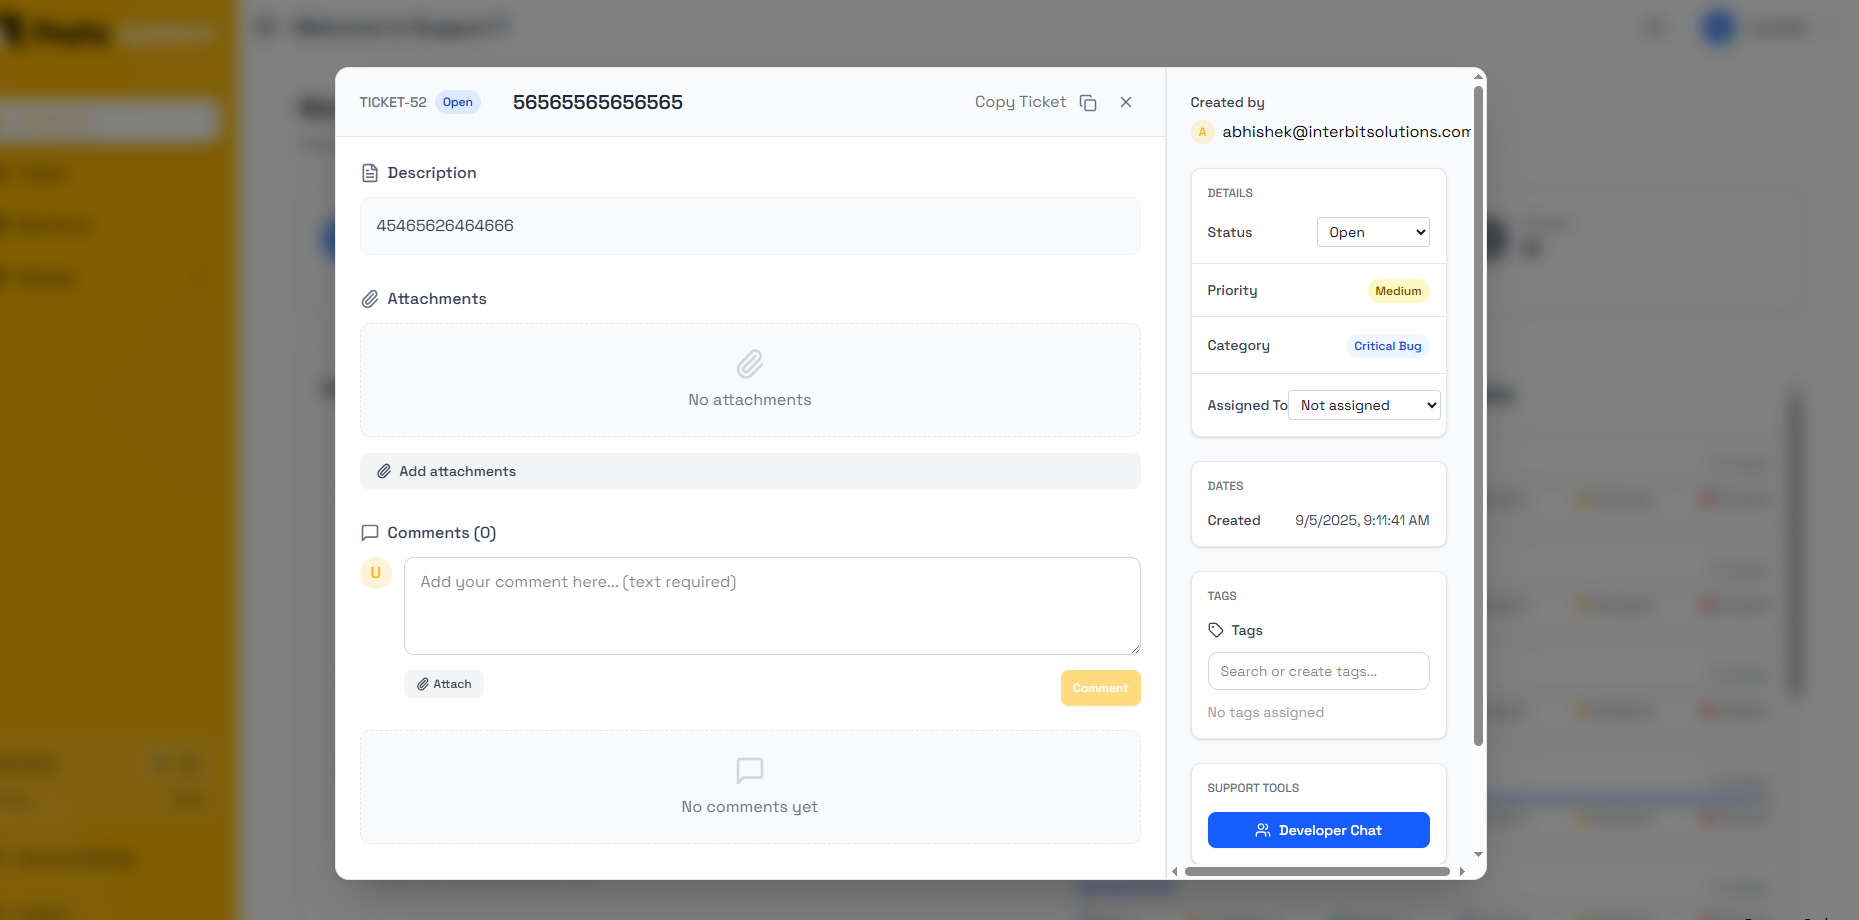 TICKET-52 Open 56565565656565 Copy Ticket
Description
45465626464666
Attachments
No attachments
Add attachments
Comments (0)
U
Add your comment here... (text required)
Attach
Comment
No comments yet
Created by
A abhishek@interbitsolutions.com
DETAILS
Status Open
Priority Medium
Category Critical Bug
Assigned To Not assigned
DATES
Created 9/5/2025, 9:11:41 AM
TAGS
Tags
Search or create tags...
No tags assigned
SUPPORT TOOLS
Developer Chat